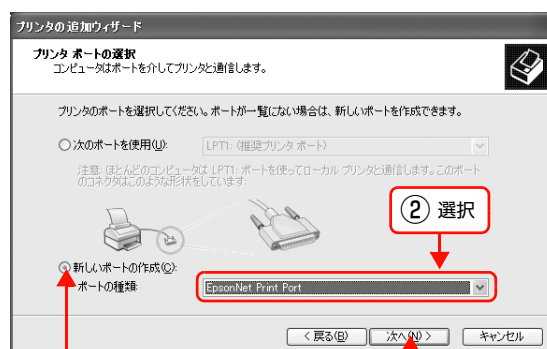 プリンタの追加ウィザード
プリンタ ポートの選択
コンピュータはポートを介してプリンタと通信します。
プリンタのポートを選択してください。ポートが一覧にない場合は、新しいポートを作成できます。
次のポートを使用(U):
LPT1: (推奨プリンタ ポート)
注意: ほとんどのコンピュータは LPT1: ポートを使ってローカル プリンタと通信します。このポート
のコネクタはこのような形状をしています:
② 選択
新しいポートの作成(C):
ポートの種類:
EpsonNet Print Port
< 戻る(B)
次へ(N) >
キャンセル